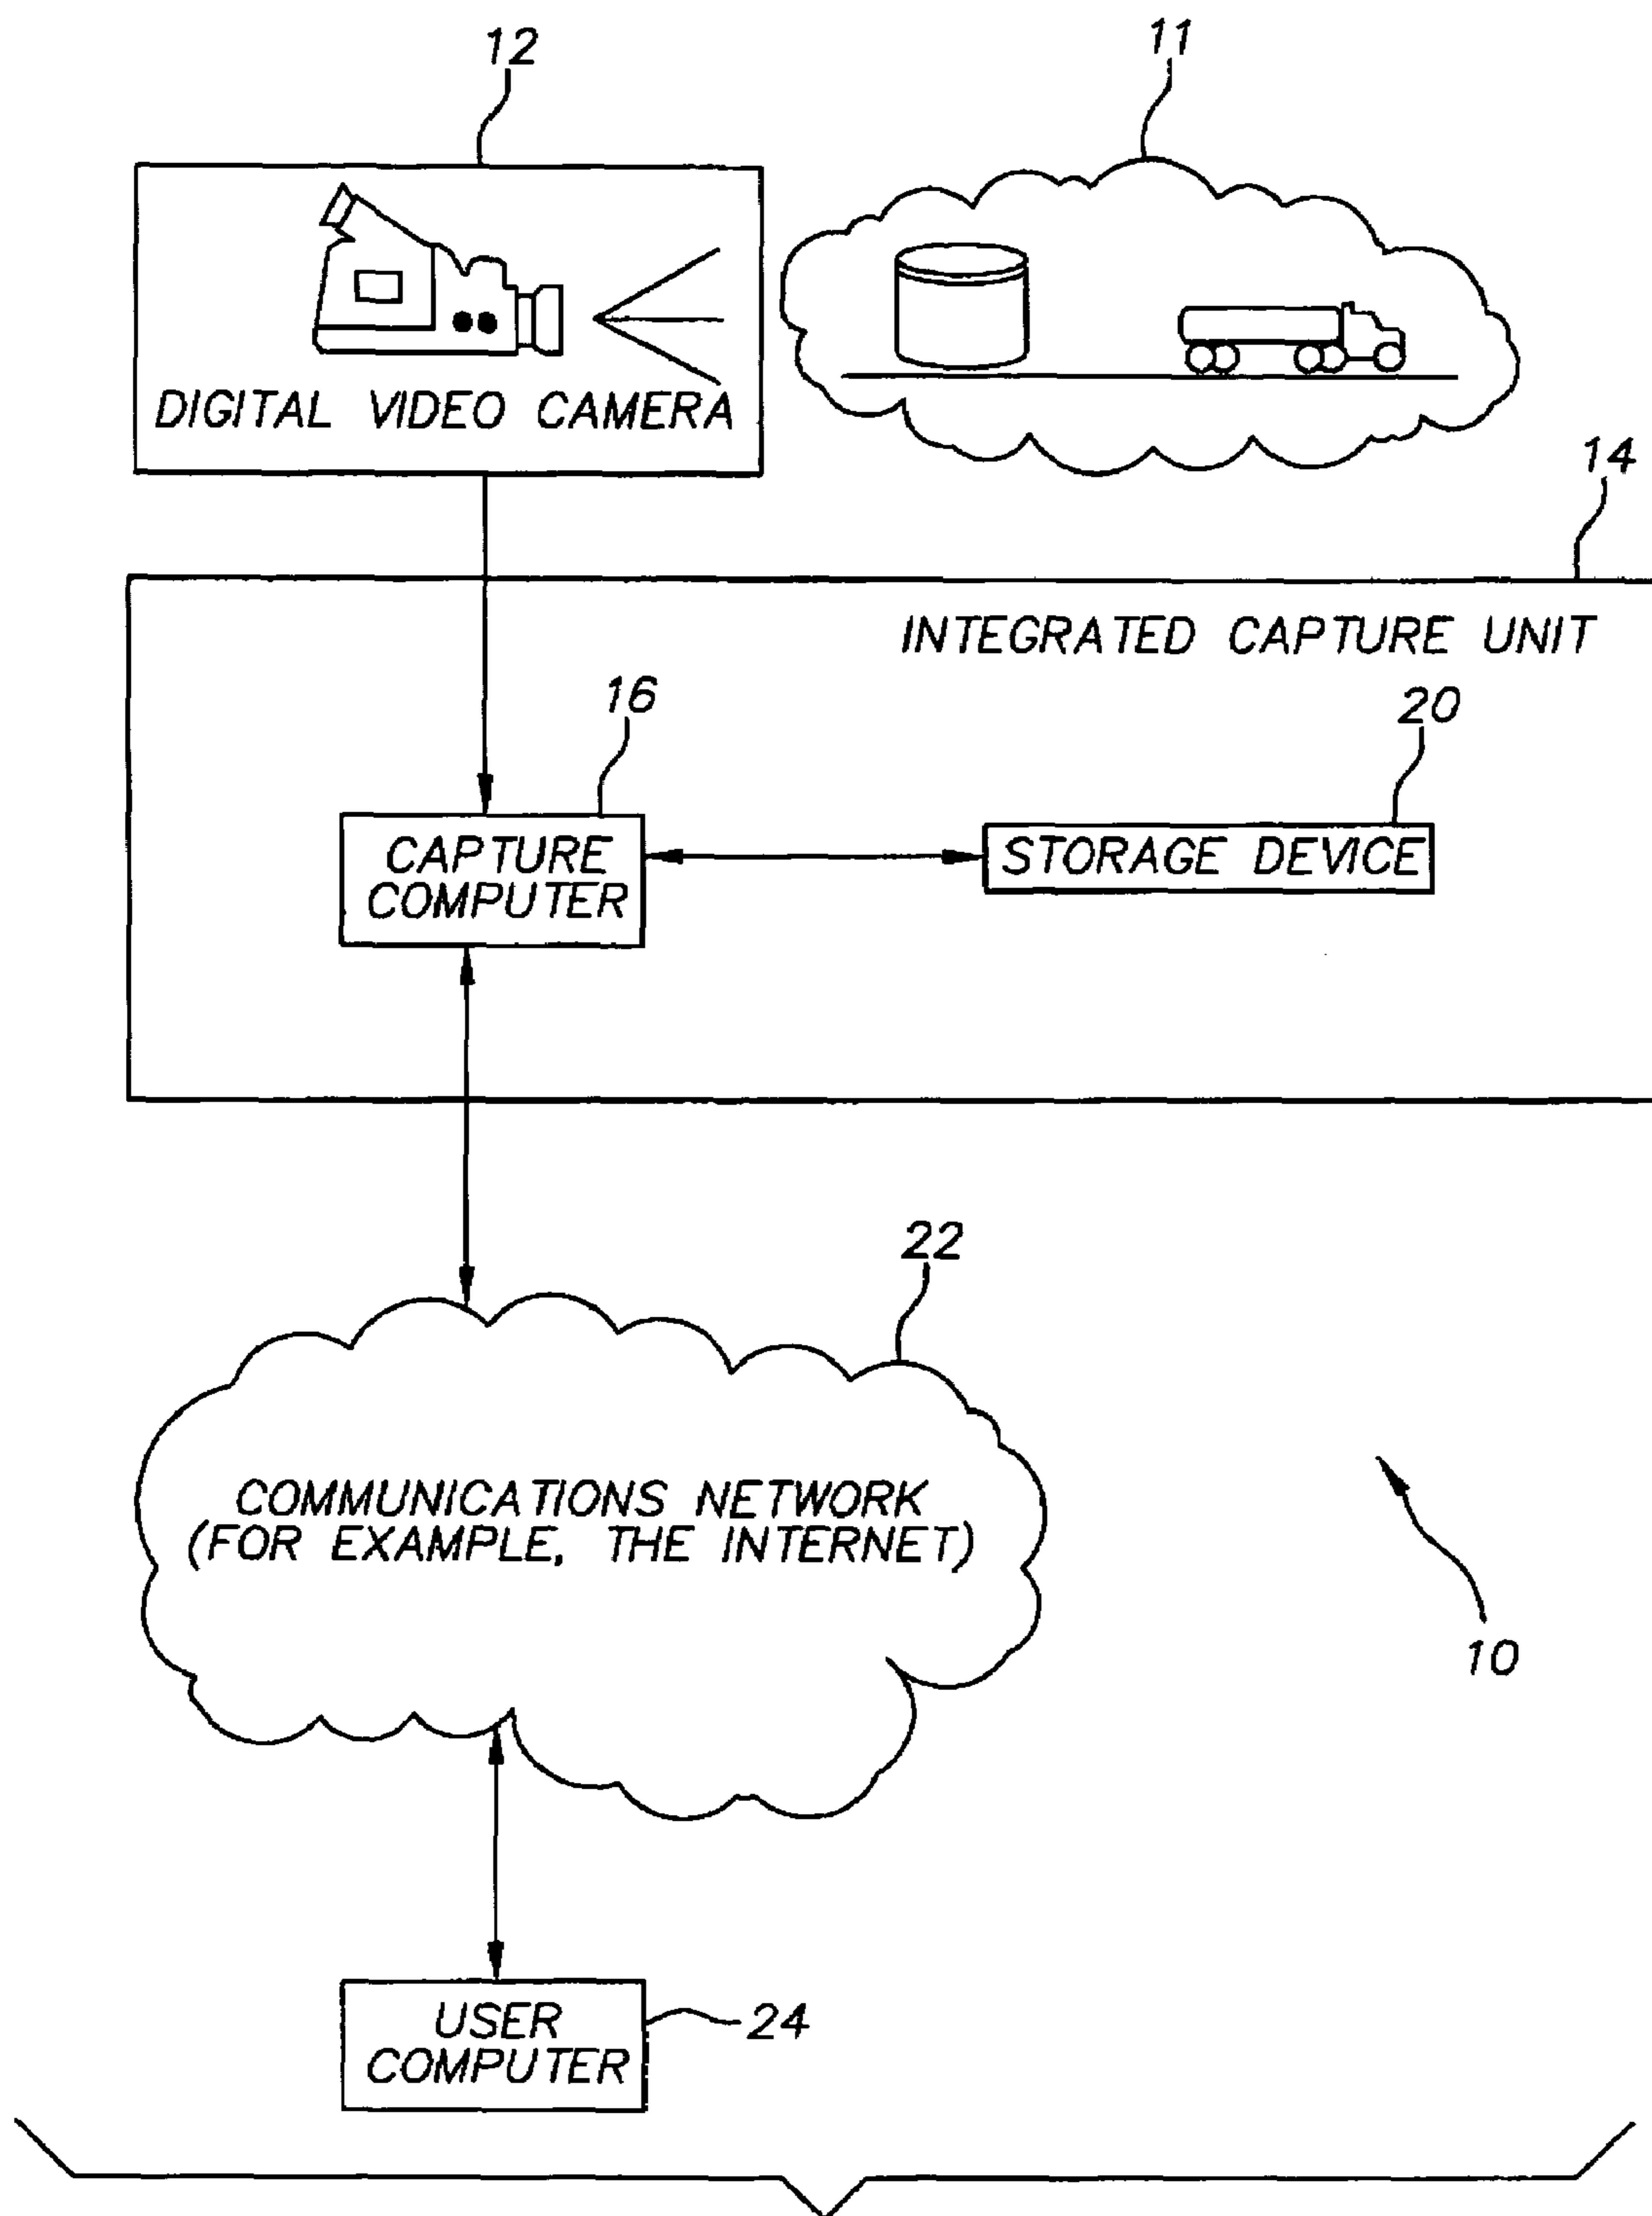 12
11
DIGITAL VIDEO CAMERA
14
INTEGRATED CAPTURE UNIT
16
20
CAPTURE
COMPUTER
STORAGE DEVICE
22
COMMUNICATIONS NETWORK
(FOR EXAMPLE, THE INTERNET)
10
USER
COMPUTER
24